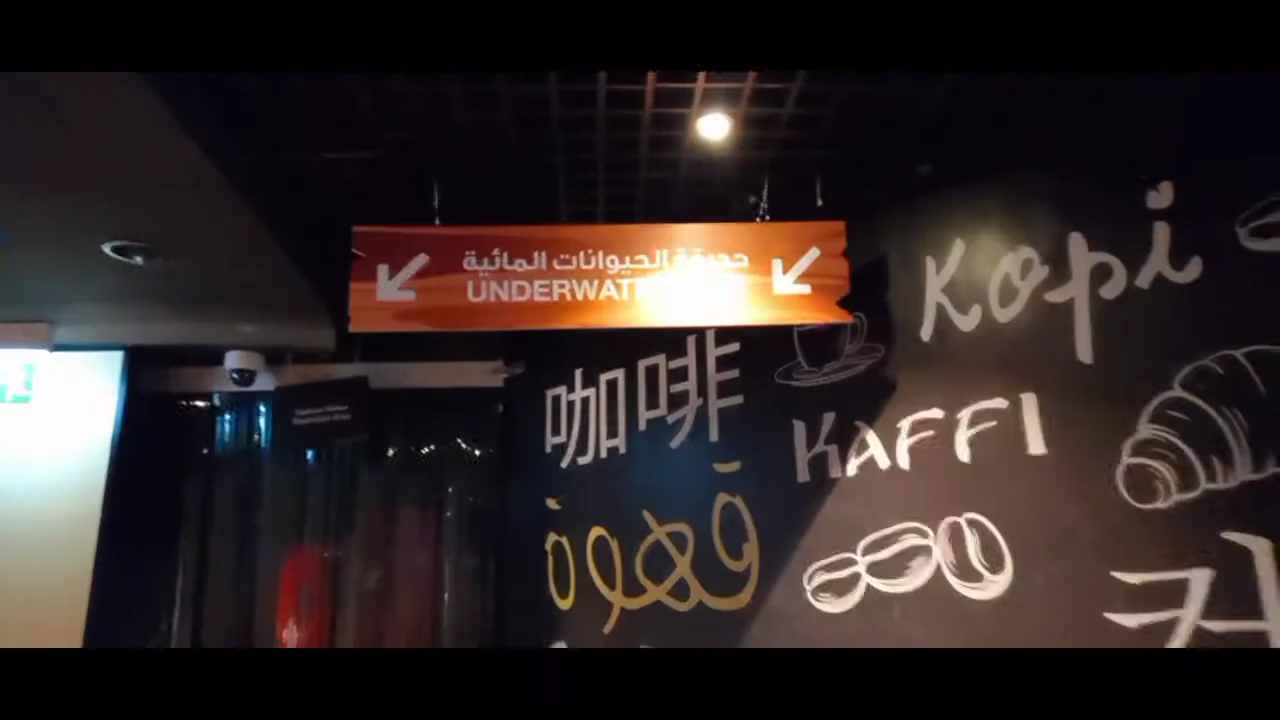 حديقة الحيوانات المائية
UNDERWAT
Kopi
咖啡
KAFFI
قهوة